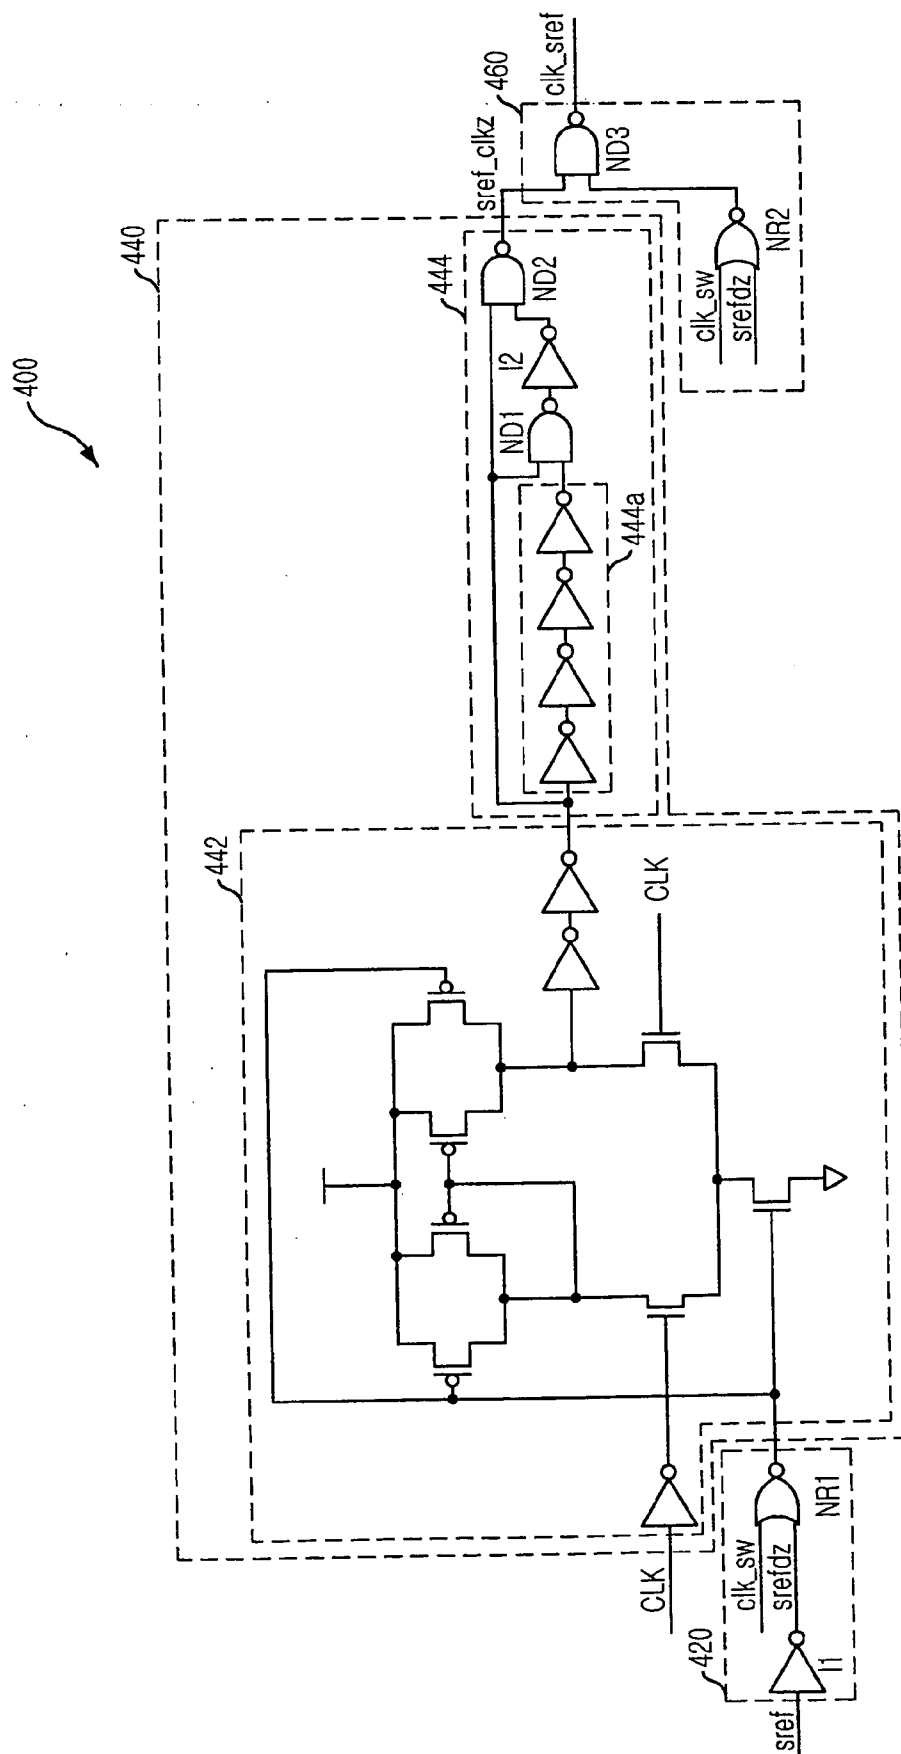 400
440
442
444
460
sref_clkz
clk_sref
ND2
ND3
I2
ND1
444a
clk_sw
srefdz
NR2
CLK
CLK
420
clk_sw
srefdz
NR1
I1
sref